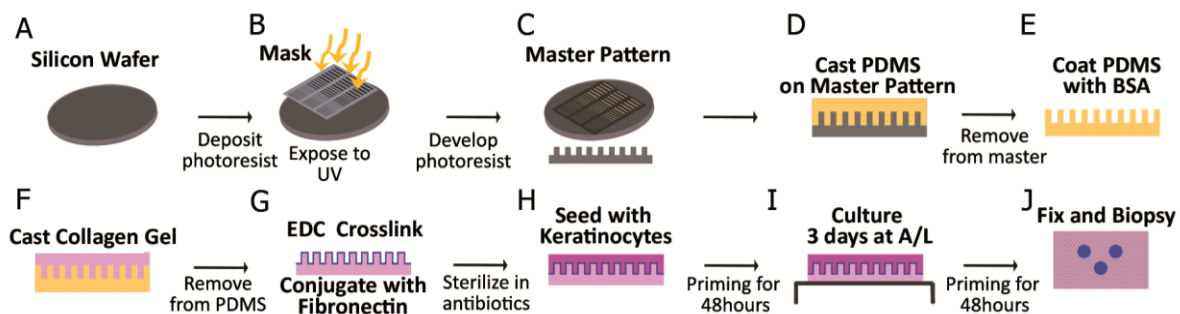 A
Silicon Wafer
Deposit
photoresist
B
Mask
Expose to
UV
Develop
photoresist
C
Master Pattern
D
Cast PDMS
on Master Pattern
Remove
from master
E
Coat PDMS
with BSA
F
Cast Collagen Gel
Remove
from PDMS
G
EDC Crosslink
Conjugate with
Fibronectin
Sterilize in
antibiotics
H
Seed with
Keratinocytes
Priming for
48hours
I
Culture
3 days at A/L
Priming for
48hours
J
Fix and Biopsy